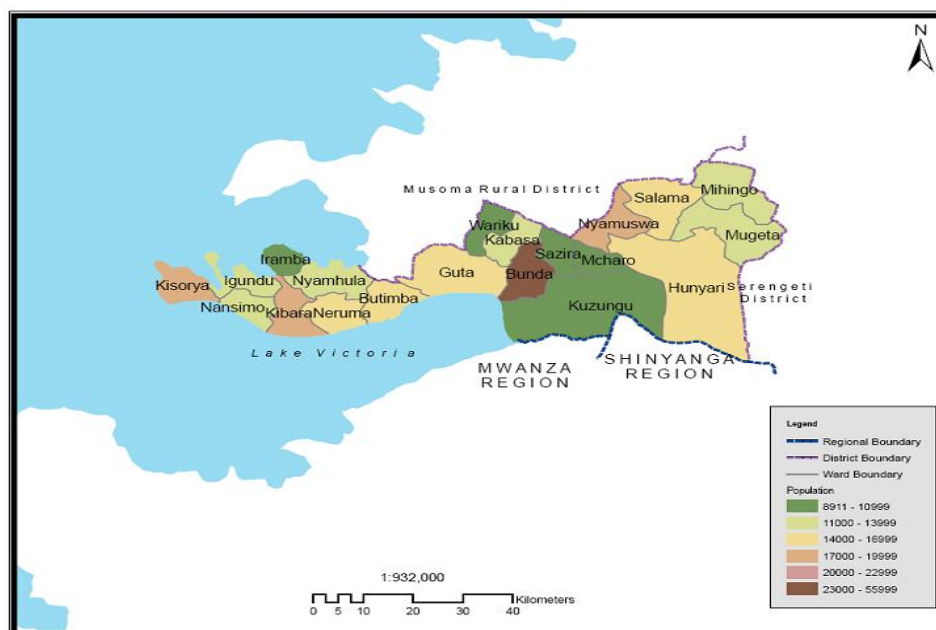 N
Musoma Rural District
Mihingo
Salama
Wariku
Nyamuswa
Mugeta
Kabasa
Iramba
Sazira
Mcharo
Guta
Bunda
Kisorya
Igundu
Nyamhula
Hunyari
Serengeti
District
Butimba
Nansimo
Kibara
Neruma
Kuzungu
Lake Victoria
MWANZA
REGION
SHINYANGA
REGION
Legend
Regional Boundary
District Boundary
Ward Boundary
Population
8911 - 10999
11000 - 13999
14000 - 16999
17000 - 19999
20000 - 22999
23000 - 55999
1:932,000
Kilometers
0 5 10 20 30 40